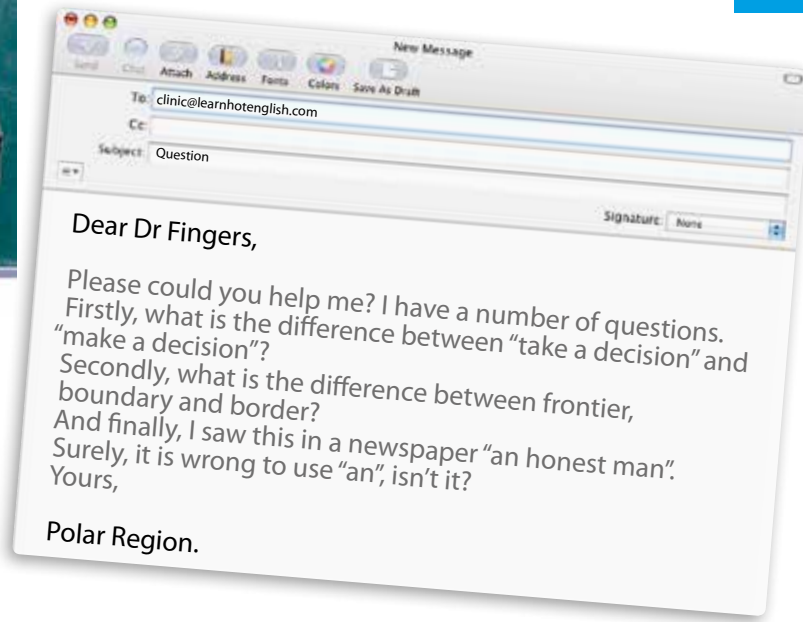 New Message
Send Chat Attach Address Fonts Colors Save As Draft
To: clinic@learnhotenglish.com
Cc:
Subject: Question
Signature: None
Dear Dr Fingers,
Please could you help me? I have a number of questions.
Firstly, what is the difference between “take a decision” and
“make a decision”?
Secondly, what is the difference between frontier,
boundary and border?
And finally, I saw this in a newspaper “an honest man”.
Surely, it is wrong to use “an”, isn’t it?
Yours,
Polar Region.